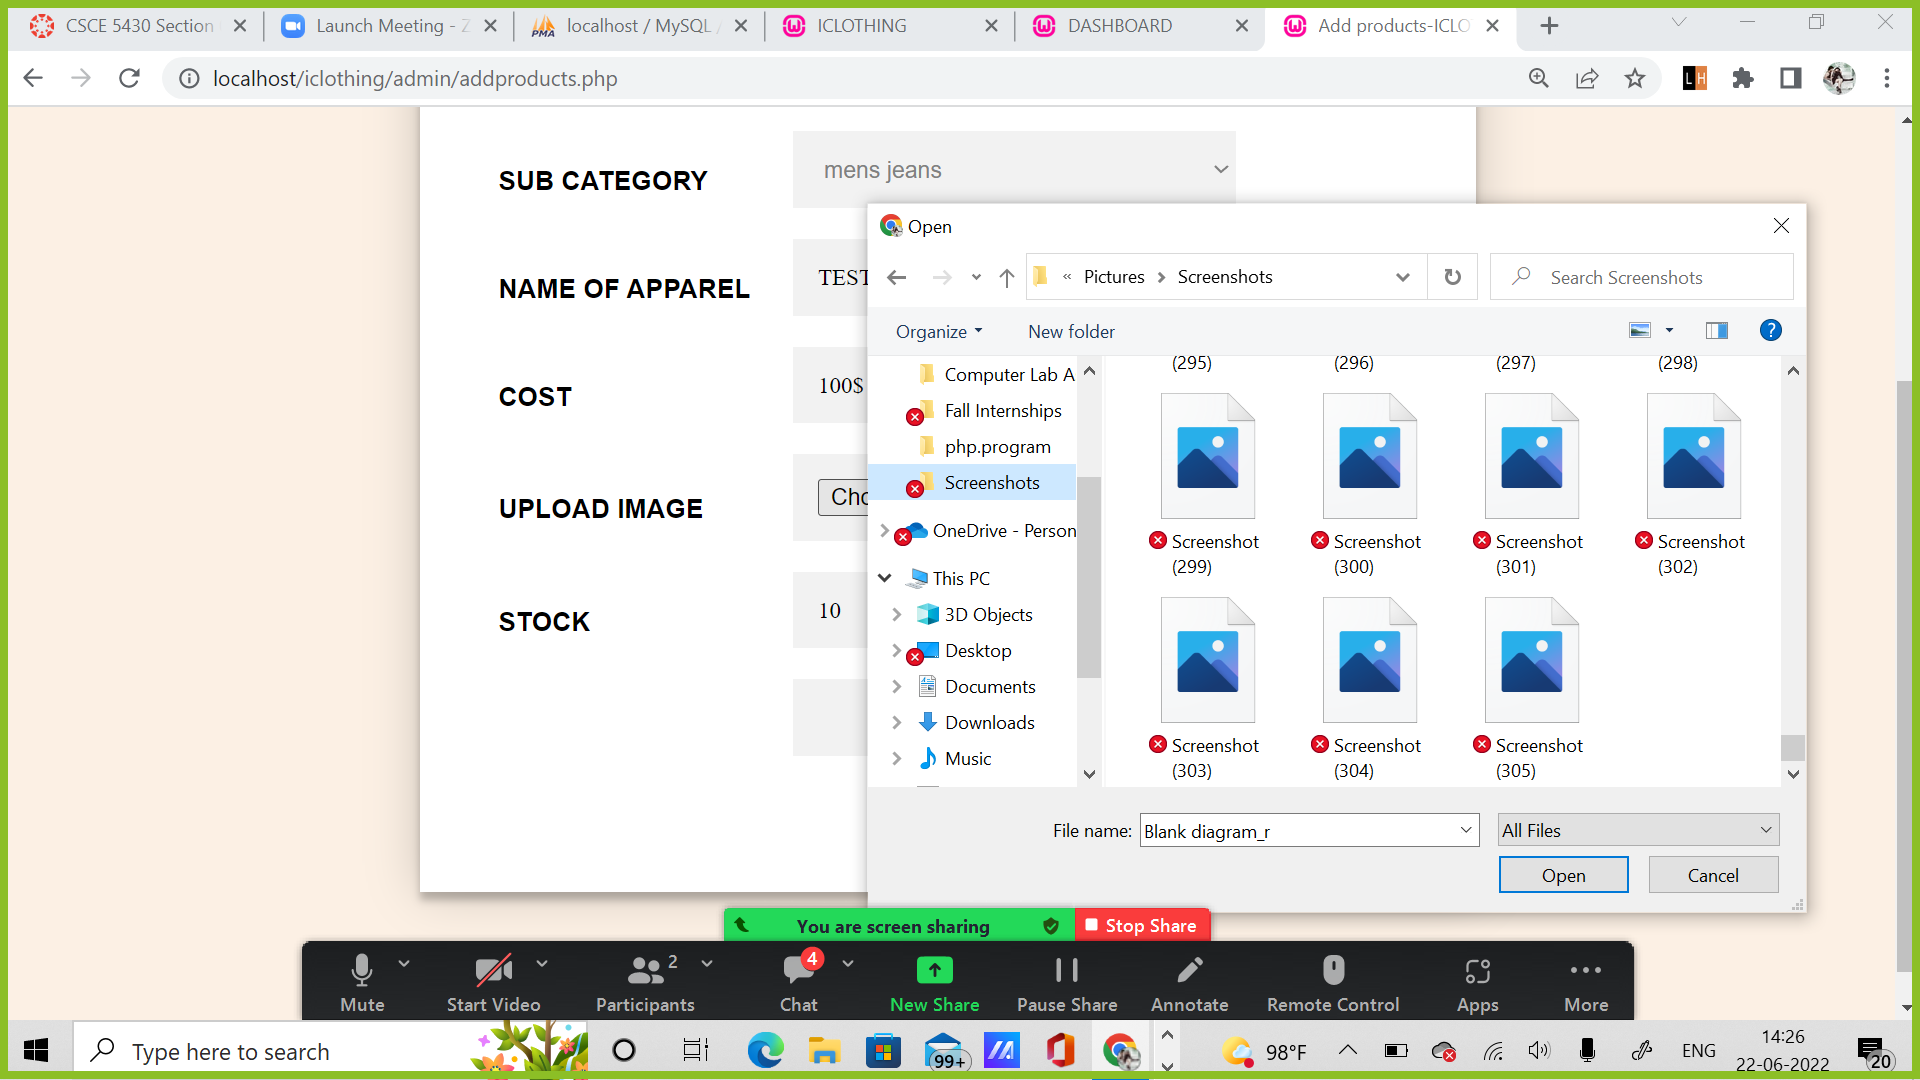 CSCE 5430 Section
Launch Meeting - Z
localhost / MySQL /
ICLOTHING
DASHBOARD
Add products-ICLO
localhost/iclothing/admin/addproducts.php
LH
SUB CATEGORY
mens jeans
NAME OF APPAREL
TEST
COST
100$
UPLOAD IMAGE
Cho
STOCK
10
Open
« Pictures > Screenshots
Search Screenshots
Organize
New folder
?
Computer Lab A
Fall Internships
php.program
Screenshots
OneDrive - Person
This PC
3D Objects
Desktop
Documents
Downloads
Music
(295)
(296)
(297)
(298)
Screenshot
(299)
Screenshot
(300)
Screenshot
(301)
Screenshot
(302)
Screenshot
(303)
Screenshot
(304)
Screenshot
(305)
File name:
Blank diagram_r
All Files
Open
Cancel
You are screen sharing
Stop Share
Mute
Start Video
2
Participants
4
Chat
New Share
Pause Share
Annotate
Remote Control
Apps
More
Type here to search
99+
98°F
ENG
14:26
22-06-2022
20